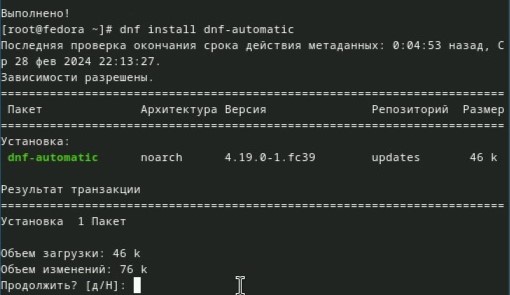 Выполнено!
[root@fedora ~]# dnf install dnf-automatic
Последняя проверка окончания срока действия метаданных: 0:04:53 назад, С
р 28 фев 2024 22:13:27.
Зависимости разрешены.
================================================================================
Пакет Архитектура Версия Репозиторий Размер
================================================================================
Установка:
dnf-automatic noarch 4.19.0-1.fc39 updates 46 k

Результат транзакции
================================================================================
Установка 1 Пакет

Объем загрузки: 46 k
Объем изменений: 76 k
Продолжить? [д/Н]: